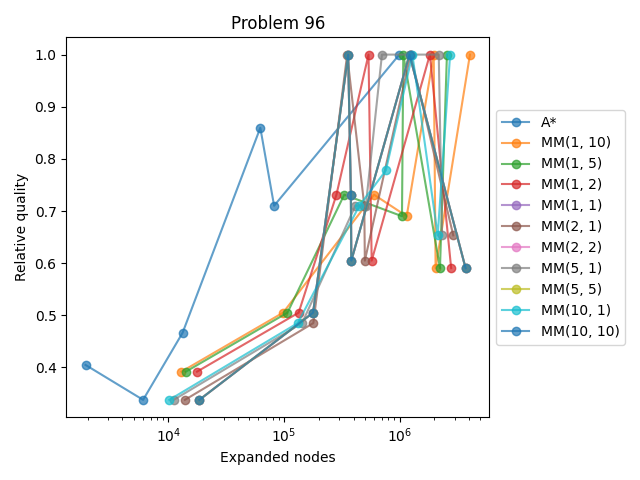 Problem 96
Relative quality
1.0
0.9
0.8
0.7
0.6
0.5
0.4
10⁴
10⁵
10⁶
Expanded nodes
A*
MM(1, 10)
MM(1, 5)
MM(1, 2)
MM(1, 1)
MM(2, 1)
MM(2, 2)
MM(5, 1)
MM(5, 5)
MM(10, 1)
MM(10, 10)